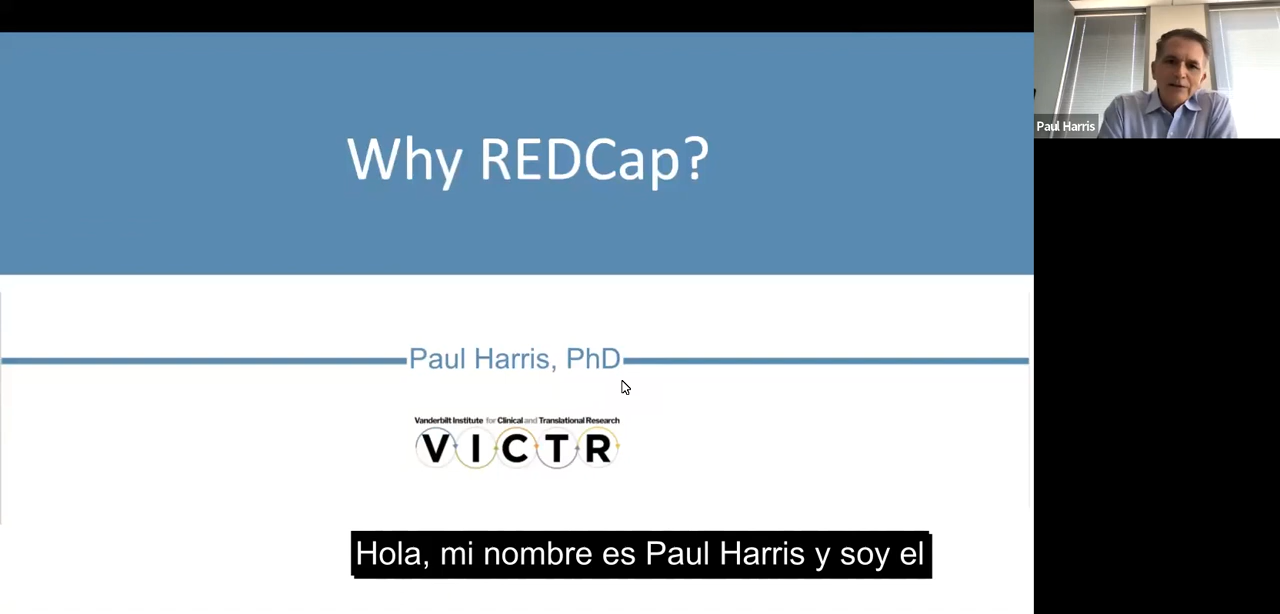 Why REDCap?
Paul Harris
Paul Harris, PhD
Vanderbilt Institute for Clinical and Translational Research
VICTR
Hola, mi nombre es Paul Harris y soy el